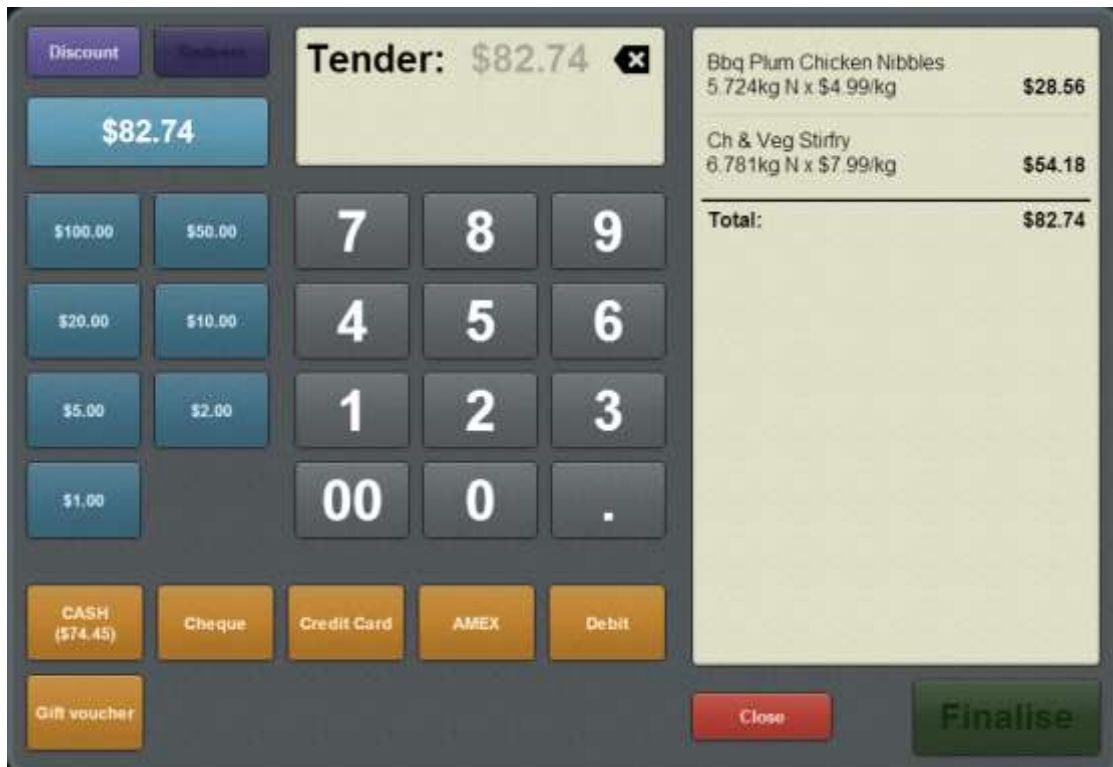 Discount
$82.74
Tender: $82.74
$100.00 $50.00
$20.00 $10.00
$5.00 $2.00
$1.00
7 8 9
4 5 6
1 2 3
00 0 .
CASH
($74.45)
Cheque
Credit Card
AMEX
Debit
Gift voucher
Bbq Plum Chicken Nibbles
5.724kg N x $4.99/kg $28.56
Ch & Veg Stirfry
6.781kg N x $7.99/kg $54.18
Total: $82.74
Close
Finalise